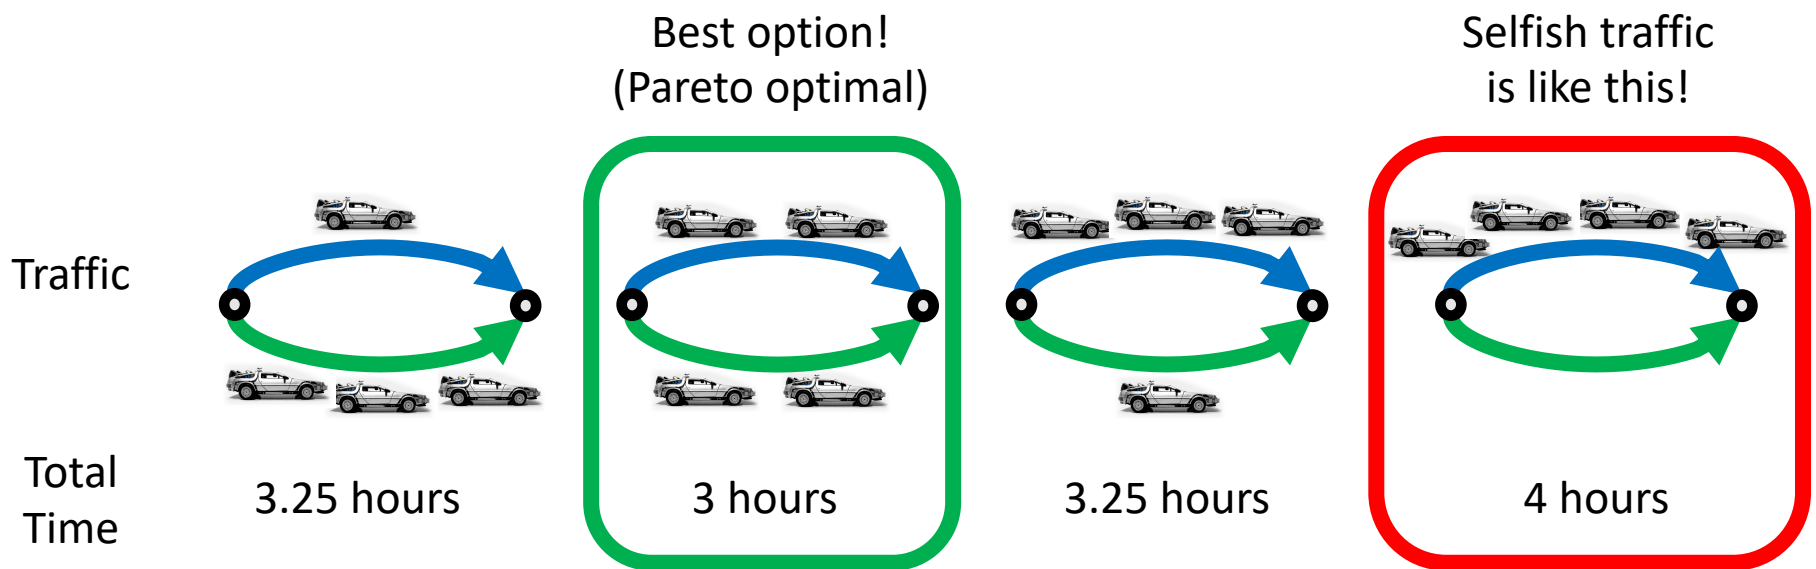 Best option!
(Pareto optimal)
Selfish traffic
is like this!
Traffic
Total
Time
3.25 hours
3 hours
3.25 hours
4 hours